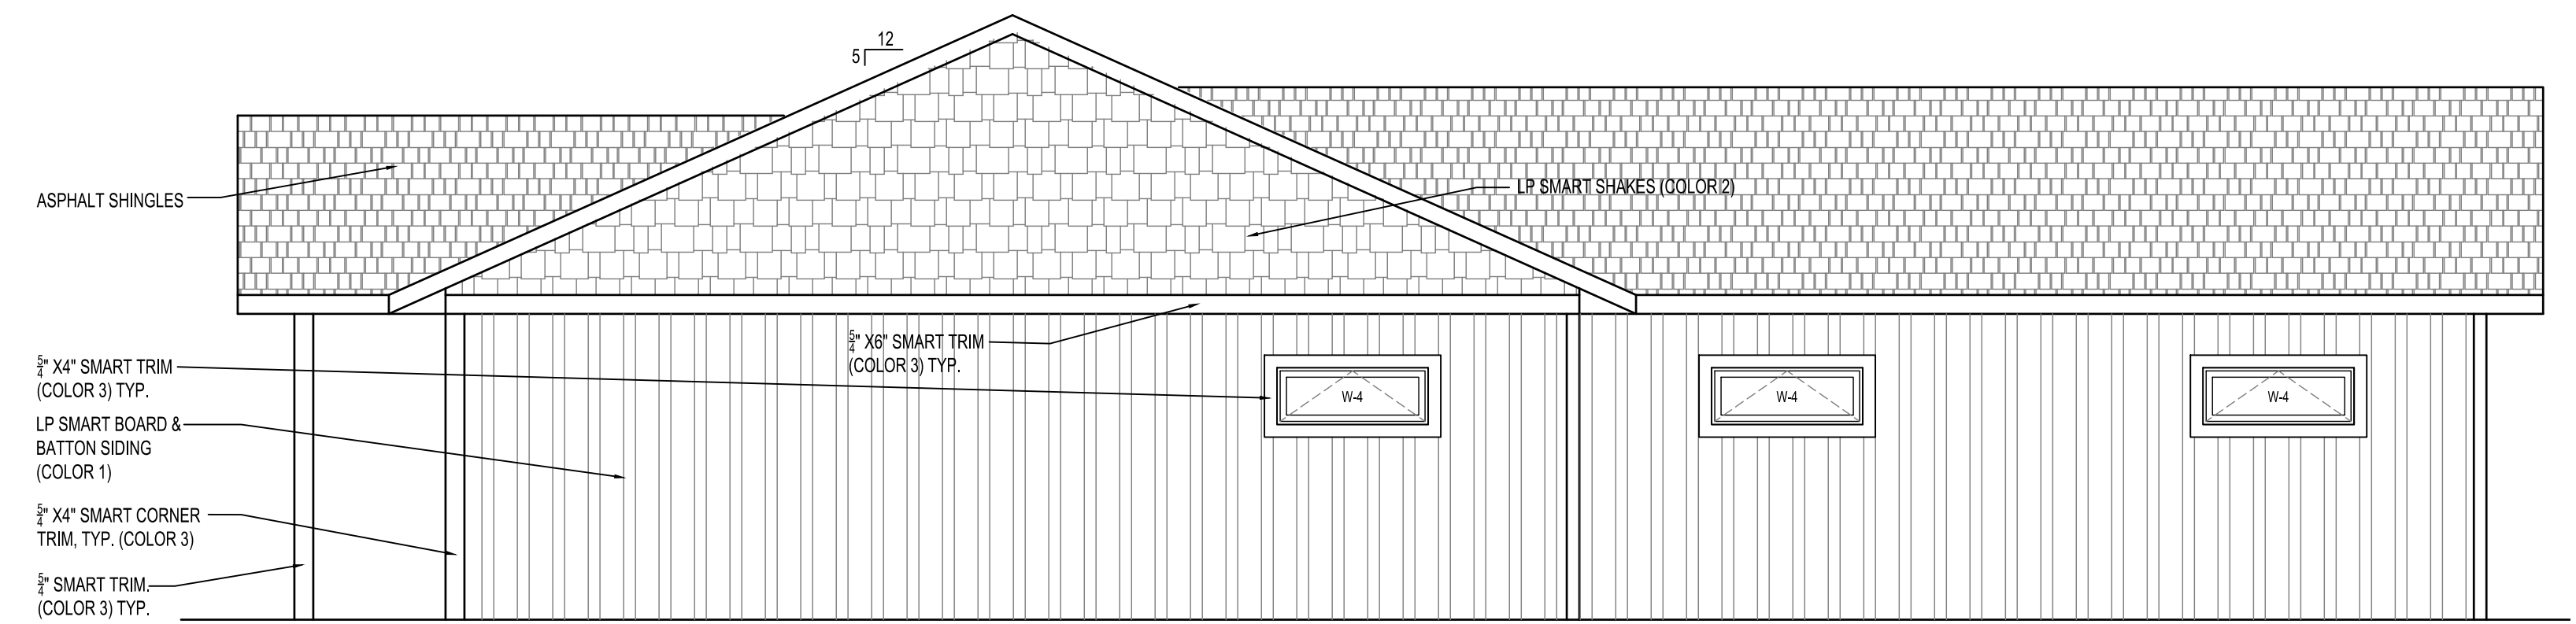 12
5
ASPHALT SHINGLES
LP SMART SHAKES (COLOR 2)
5/4" X6" SMART TRIM
(COLOR 3) TYP.
5/4" X4" SMART TRIM
(COLOR 3) TYP.
W-4
W-4
W-4
LP SMART BOARD &
BATTON SIDING
(COLOR 1)
5/4" X4" SMART CORNER
TRIM, TYP. (COLOR 3)
5/4" SMART TRIM.
(COLOR 3) TYP.